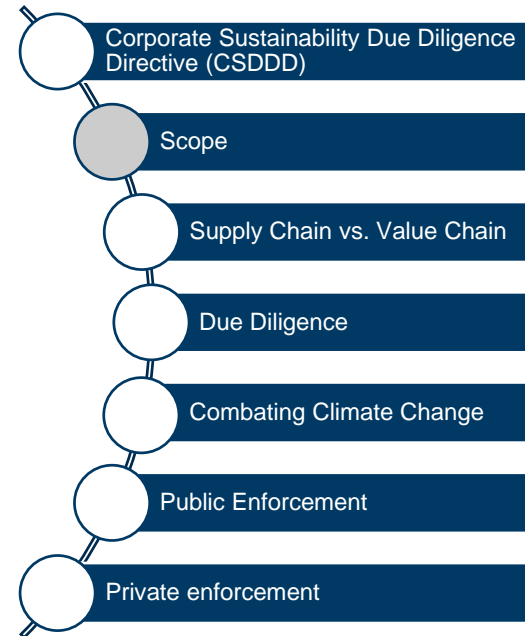 Corporate Sustainability Due Diligence
Directive (CSDDD)
Scope
Supply Chain vs. Value Chain
Due Diligence
Combating Climate Change
Public Enforcement
Private enforcement